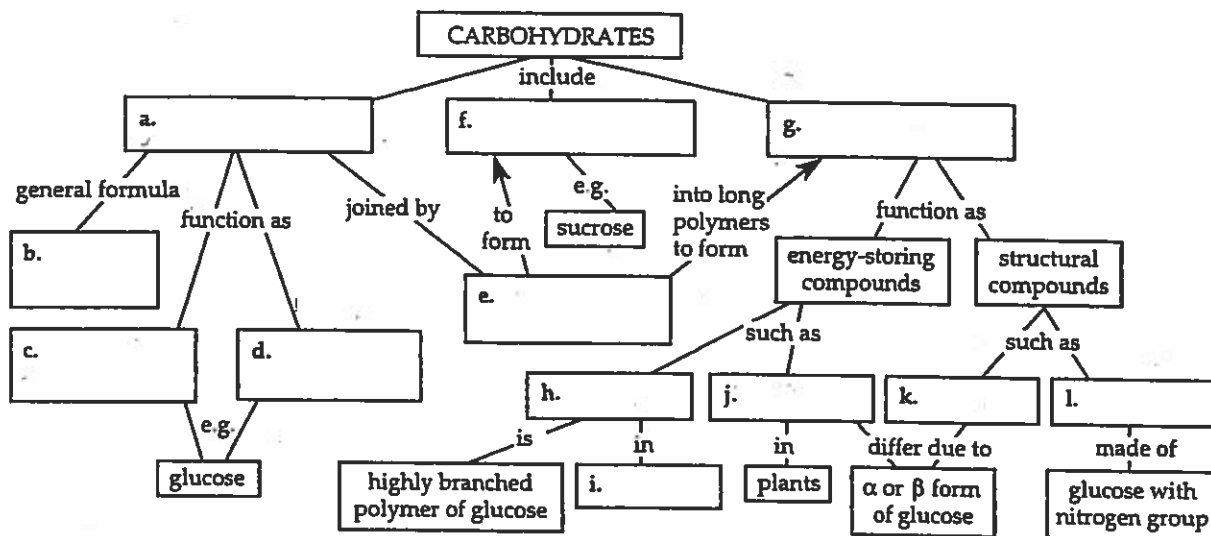 CARBOHYDRATES
include
a.
f.
g.
general formula
function as
joined by
to
form
e.g.
sucrose
into long
polymers
to form
function as
b.
e.
energy-storing
compounds
structural
compounds
c.
d.
such as
such as
e.g.
glucose
h.
j.
k.
l.
is
in
in
differ due to
made of
highly branched
polymer of glucose
i.
plants
α or β form
of glucose
glucose with
nitrogen group